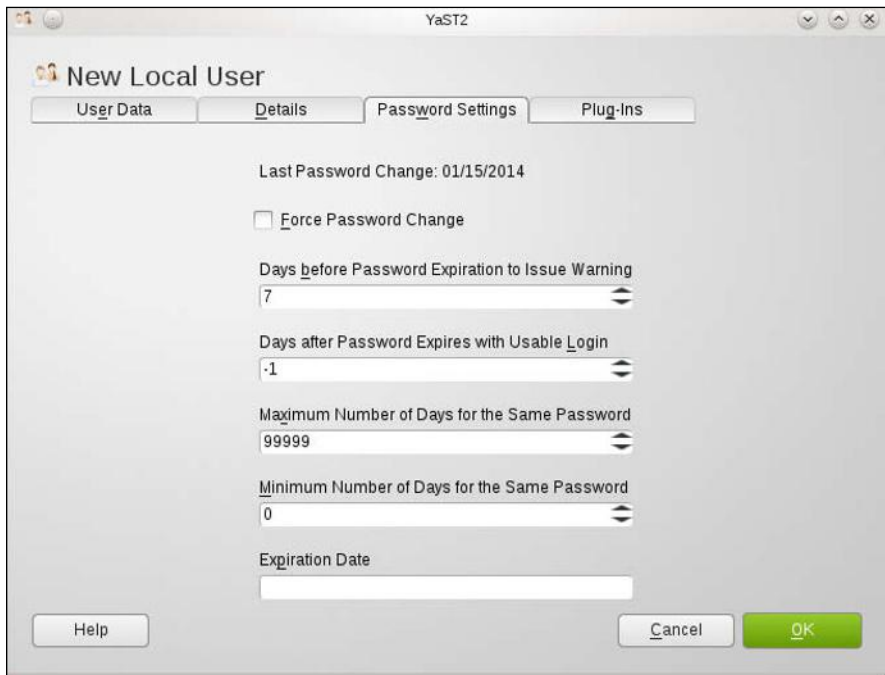 YaST2
New Local User
User Data
Details
Password Settings
Plug-Ins
Last Password Change: 01/15/2014
Force Password Change
Days before Password Expiration to Issue Warning
7
Days after Password Expires with Usable Login
-1
Maximum Number of Days for the Same Password
99999
Minimum Number of Days for the Same Password
0
Expiration Date
Help
Cancel
OK